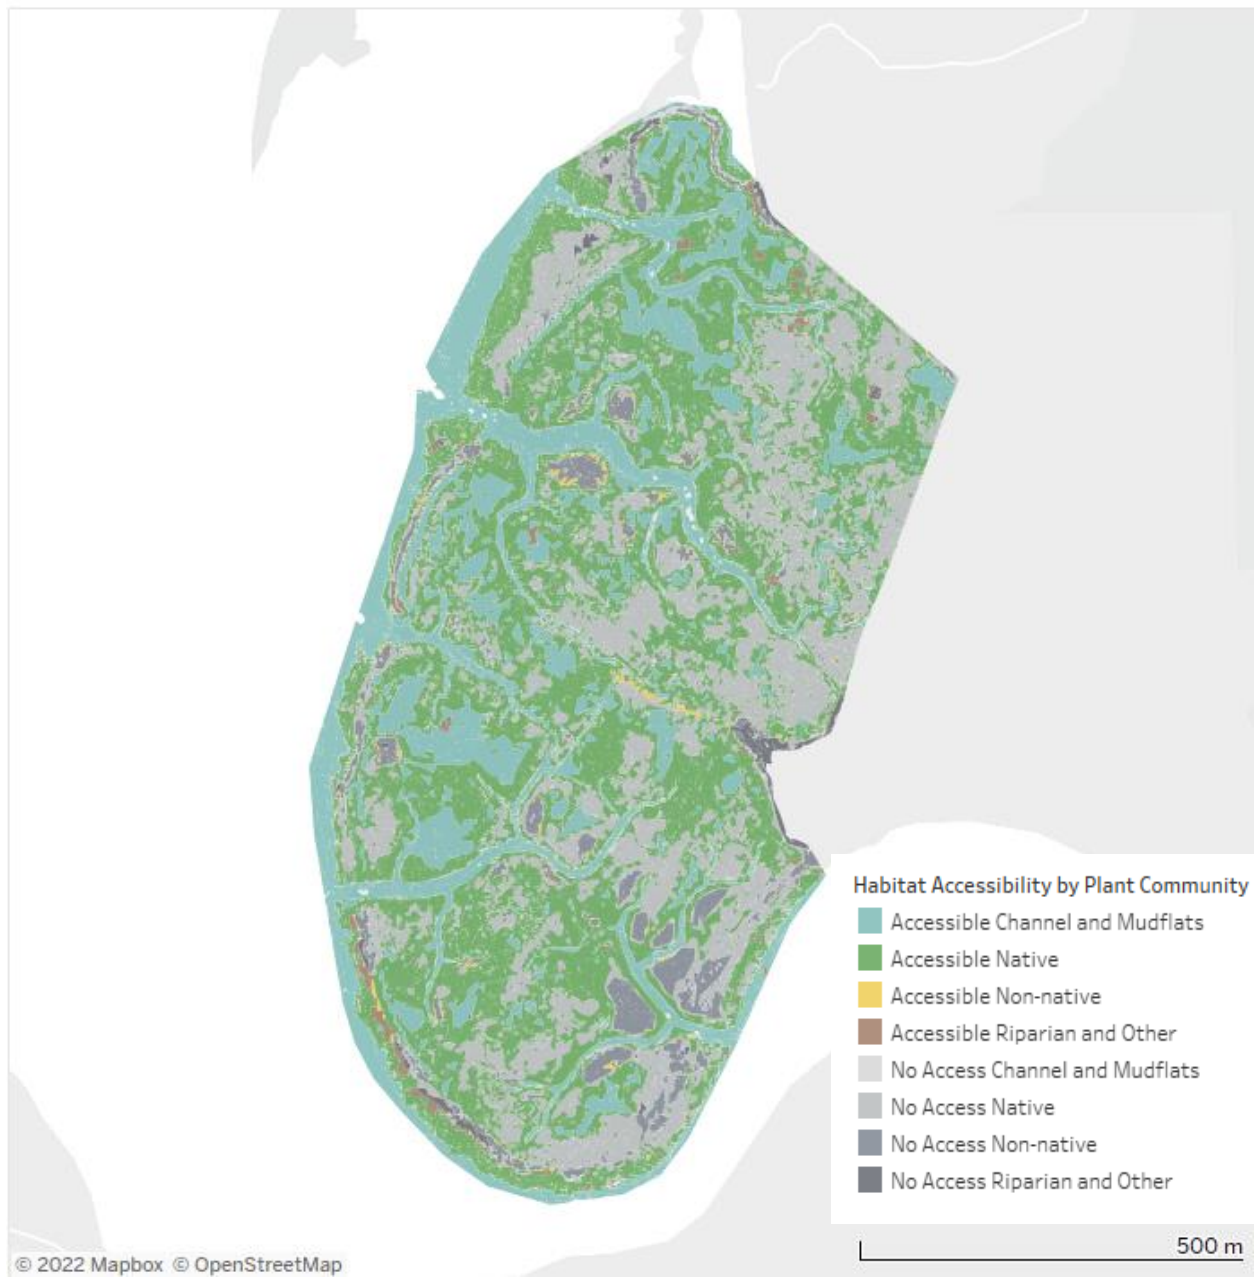 Habitat Accessibility by Plant Community
Accessible Channel and Mudflats
Accessible Native
Accessible Non-native
Accessible Riparian and Other
No Access Channel and Mudflats
No Access Native
No Access Non-native
No Access Riparian and Other
500 m
© 2022 Mapbox © OpenStreetMap